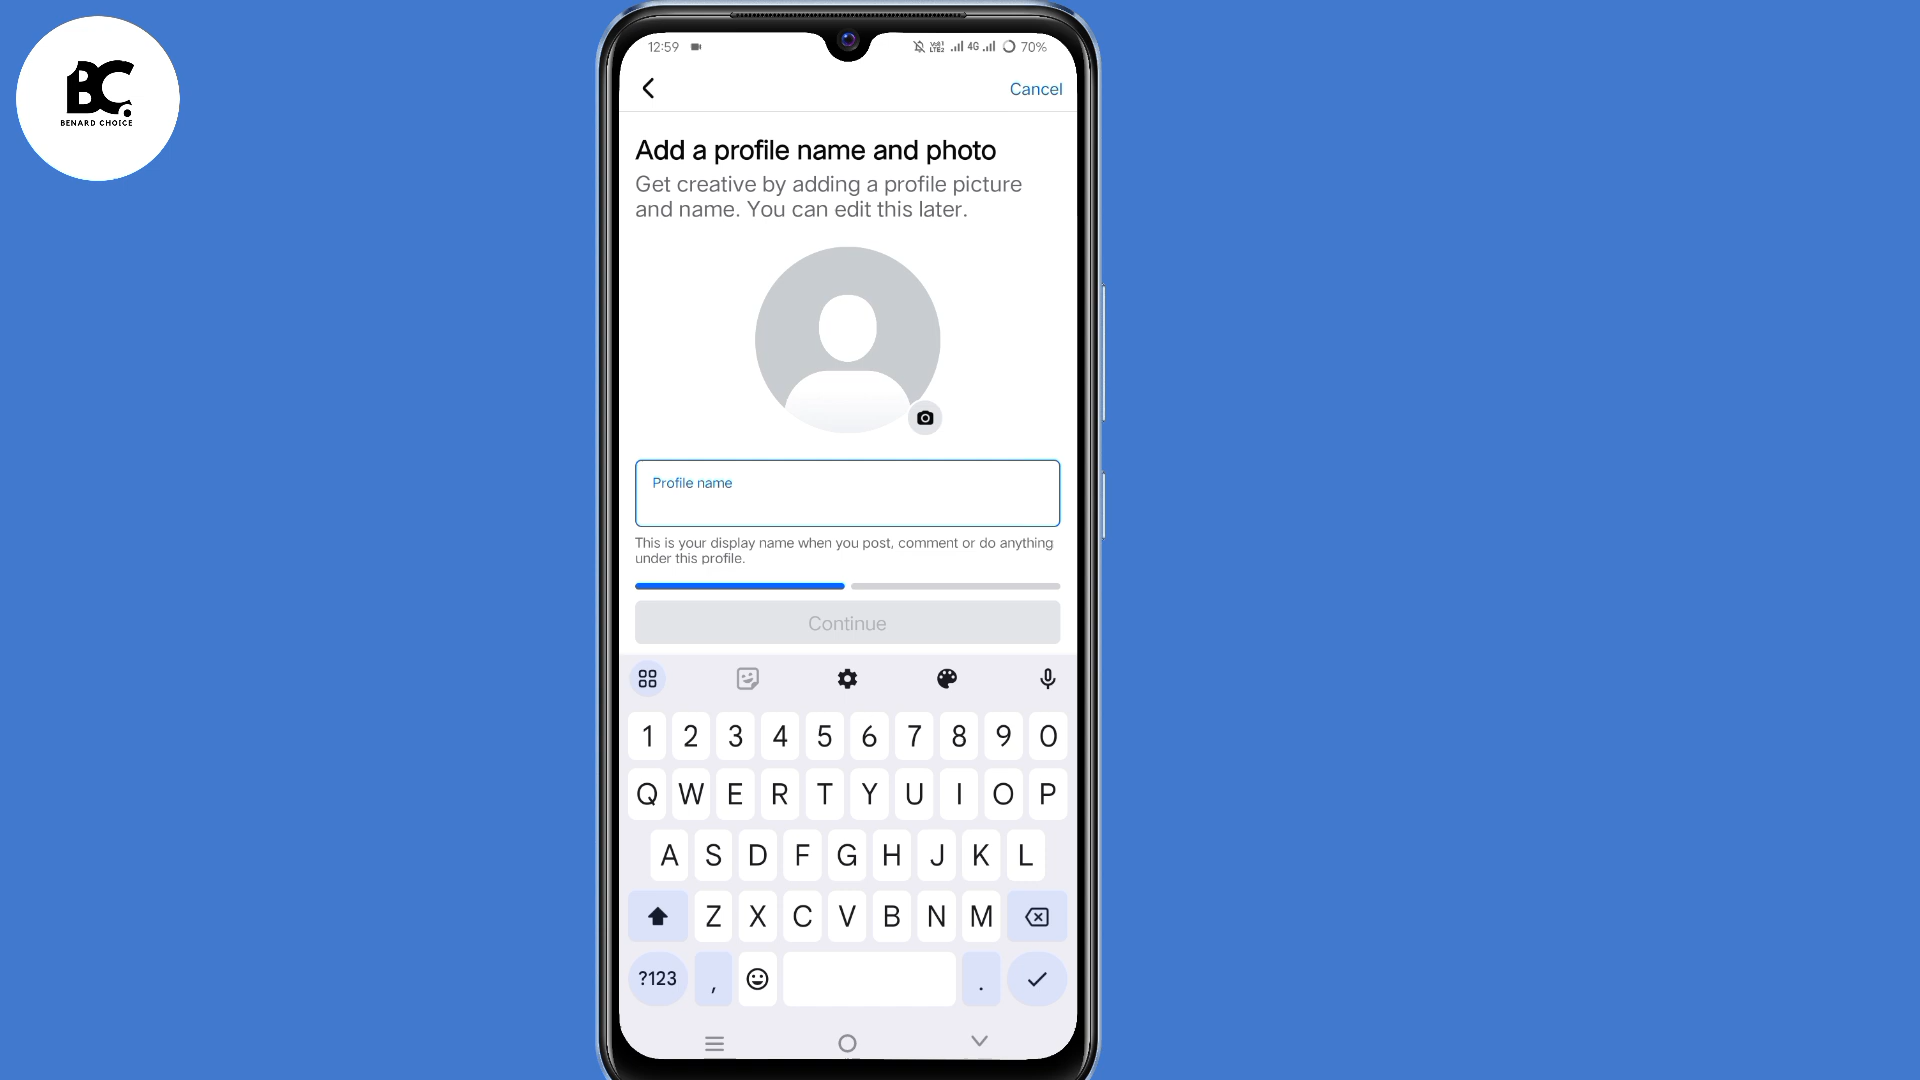 BC.
BENARD CHOICE
12:59
4G 70%
Cancel
Add a profile name and photo
Get creative by adding a profile picture
and name. You can edit this later.
Profile name
This is your display name when you post, comment or do anything
under this profile.
Continue
1 2 3 4 5 6 7 8 9 0
Q W E R T Y U I O P
A S D F G H J K L
Z X C V B N M
?123 , .